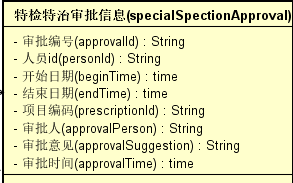 特检特治审批信息(specialSpectionApproval)
- 审批编号(approvalId) : String
- 人员id(personId) : String
- 开始日期(beginTime) : time
- 结束日期(endTime) : time
- 项目编码(prescriptionId) : String
- 审批人(approvalPerson) : String
- 审批意见(approvalSuggestion) : String
- 审批时间(approvalTime) : time